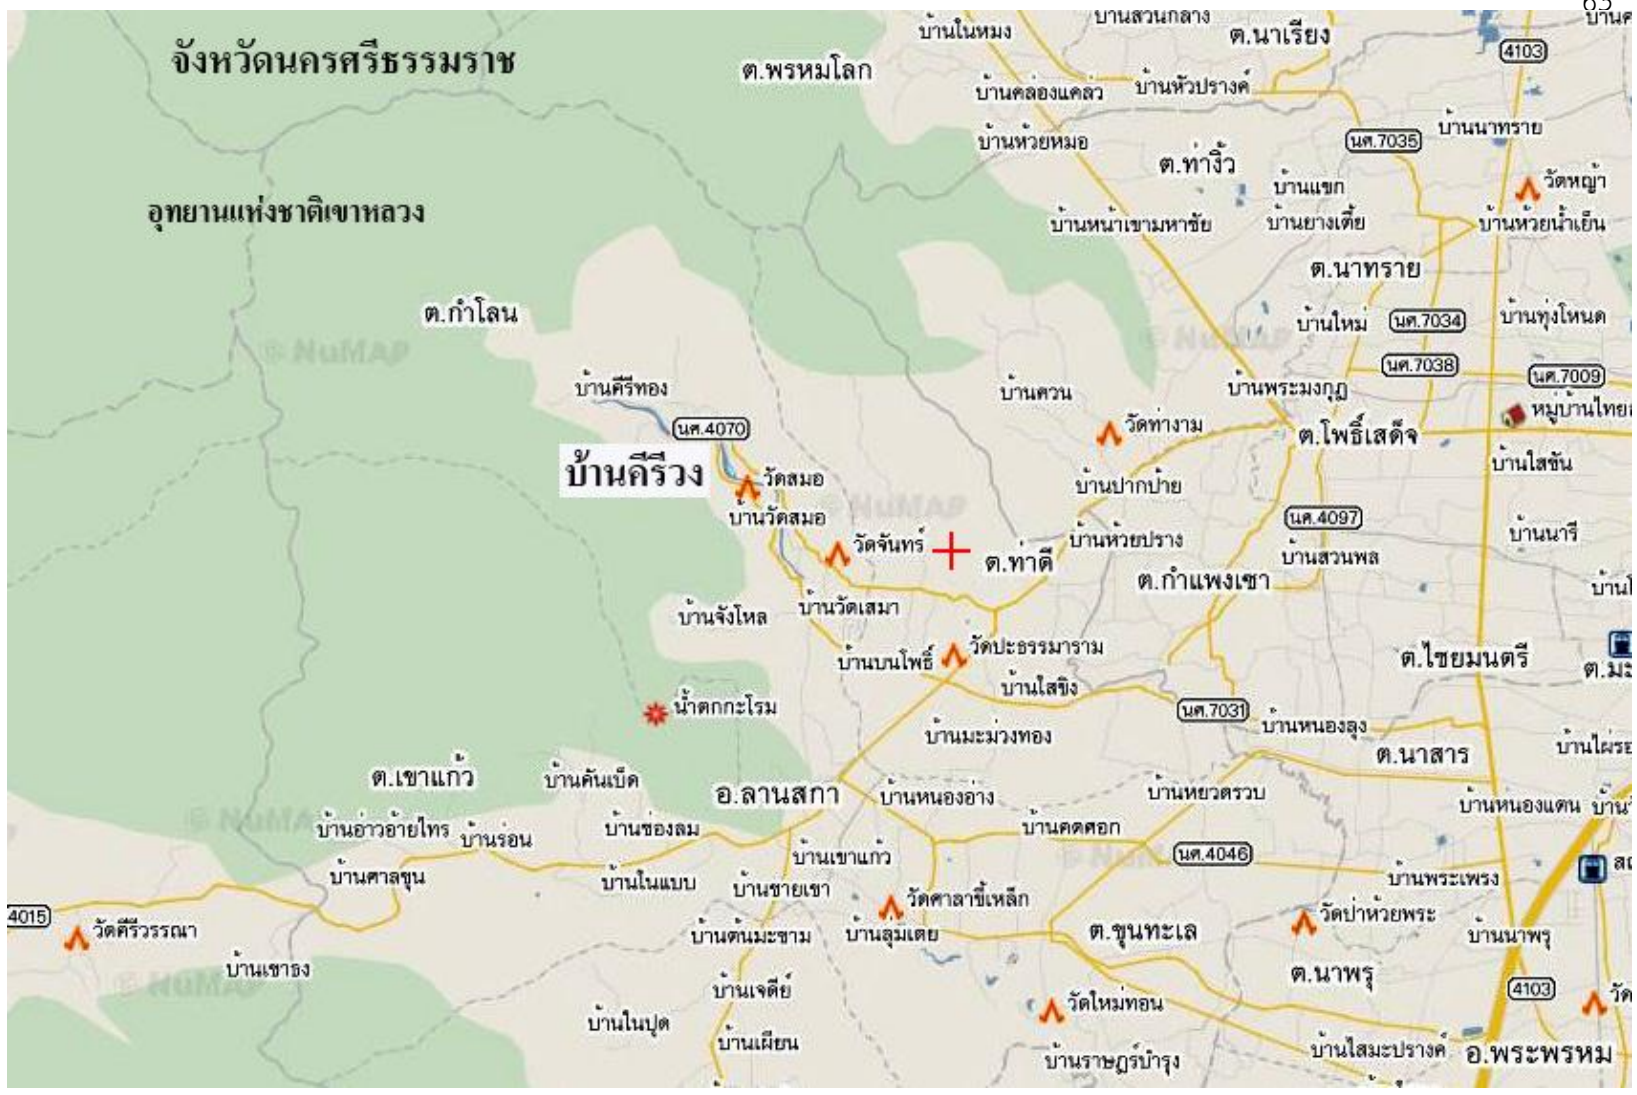 63
บ้านสวนกลาง
บ้านในหมง
ต.นาเรียง
4103
จังหวัดนครศรีธรรมราช
ต.พรหมโลก
บ้านคล่องแคล่ว
บ้านหัวปรางค์
บ้านนาทราย
บ้านห้วยหมอ
นศ.7035
ต.ท่างิ้ว
บ้านแขก
วัดหญ้า
อุทยานแห่งชาติเขาหลวง
บ้านหน้าเขามหาชัย
บ้านยางเตี้ย
บ้านห้วยน้ำเย็น
ต.นาทราย
ต.กำโลน
บ้านใหม่
นศ.7034
บ้านทุ่งโหนด
© NuMAP
© NuMAP
นศ.7038
นศ.7009
บ้านคีรีทอง
บ้านควน
บ้านพระมงกุฎ
หมู่บ้านไทย
นศ.4070
วัดท่างาม
ต.โพธิ์เสด็จ
บ้านคีรีวง
วัดสมอ
บ้านปากป้าย
บ้านใสขัน
© NuMAP
บ้านวัดสมอ
นศ.4097
บ้านห้วยปราง
บ้านนารี
วัดจันทร์
ต.ท่าดี
บ้านสวนพล
ต.กำแพงเซา
บ้านจังโหล
บ้านวัดเสมา
วัดปะธรรมาราม
บ้านบนโพธิ์
ต.ไชยมนตรี
บ้านใสขิง
น้ำตกกะโรม
นศ.7031
บ้านหนองลุง
บ้านมะม่วงทอง
ต.นาสาร
บ้านไผ่รอ
ต.เขาแก้ว
บ้านคันเบ็ด
อ.ลานสกา
บ้านหนองอ่าง
บ้านหยวดรวบ
บ้านหนองแตน
© NuMAP
บ้านอ่าวอ้ายไทร
บ้านร่อน
บ้านช่องลม
บ้านคดศอก
บ้านเขาแก้ว
© NuMAP
นศ.4046
บ้านศาลขุน
บ้านในแบบ
บ้านชายเขา
บ้านพระเพรง
4015
วัดศาลาขี้เหล็ก
วัดคีรีวรรณา
บ้านต้นมะขาม
บ้านลุ่มเตย
ต.ขุนทะเล
วัดป่าห้วยพระ
บ้านนาพรุ
บ้านเขาธง
ต.นาพรุ
© NuMAP
บ้านเจดีย์
4103
วัดใหม่ทอน
บ้านในปุด
บ้านเผียน
บ้านราษฎร์บำรุง
บ้านใสมะปรางค์
อ.พระพรหม